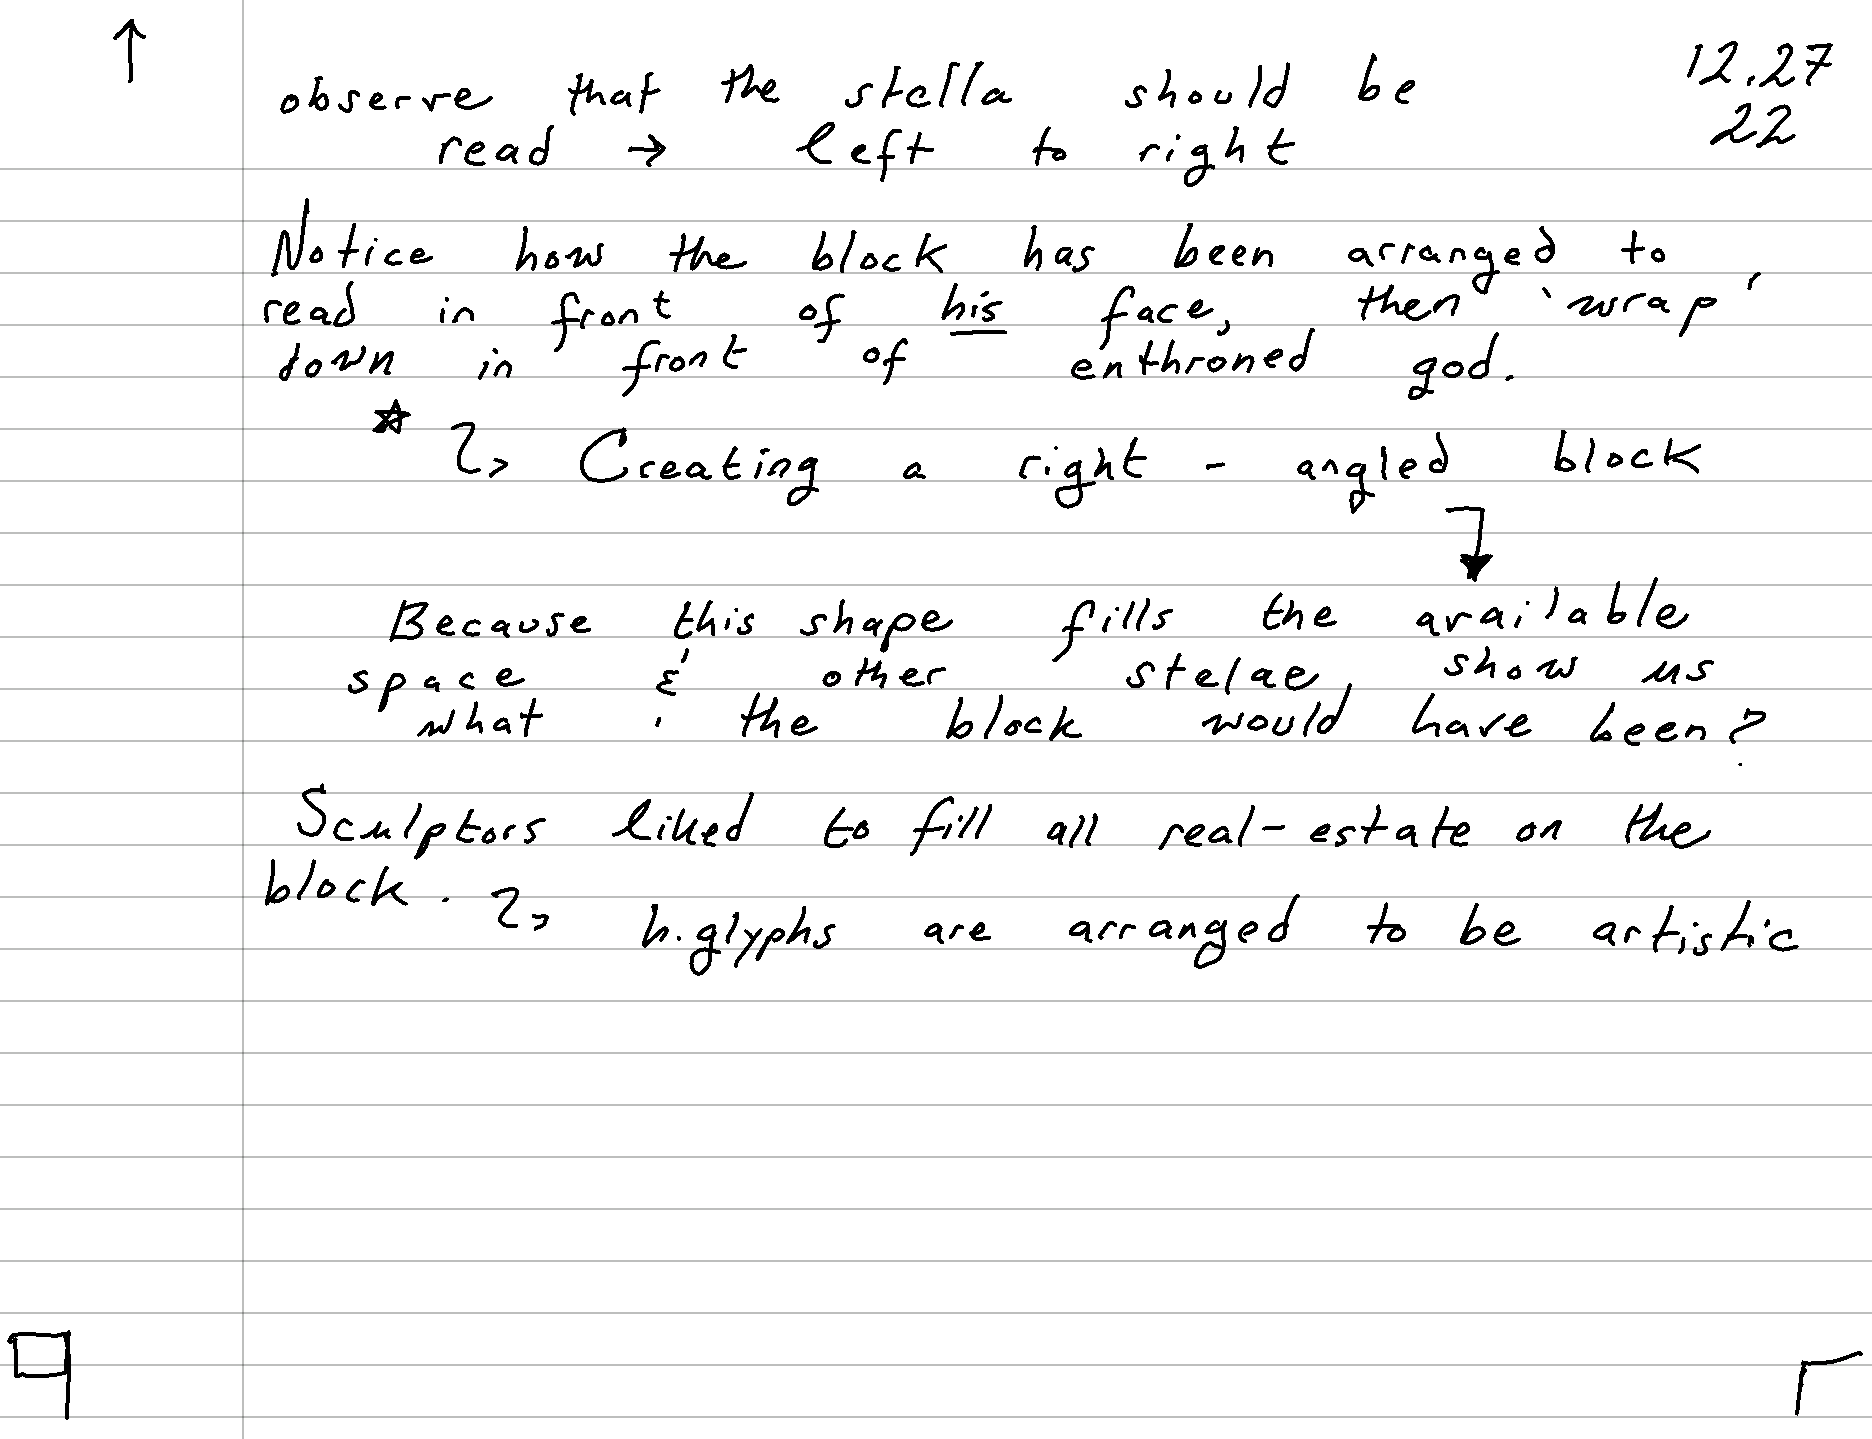 ↑
12.27
22
observe that the stella should be
read → left to right
Notice how the block has been arranged to
read in front of his face, then 'wrap'
down in front of enthroned god.
☆ ↳ Creating a right - angled block
Because this shape fills the available
space & other stelae show us
what the block would have been?
Sculptors liked to fill all real-estate on the
block. ↳ h.glyphs are arranged to be artistic